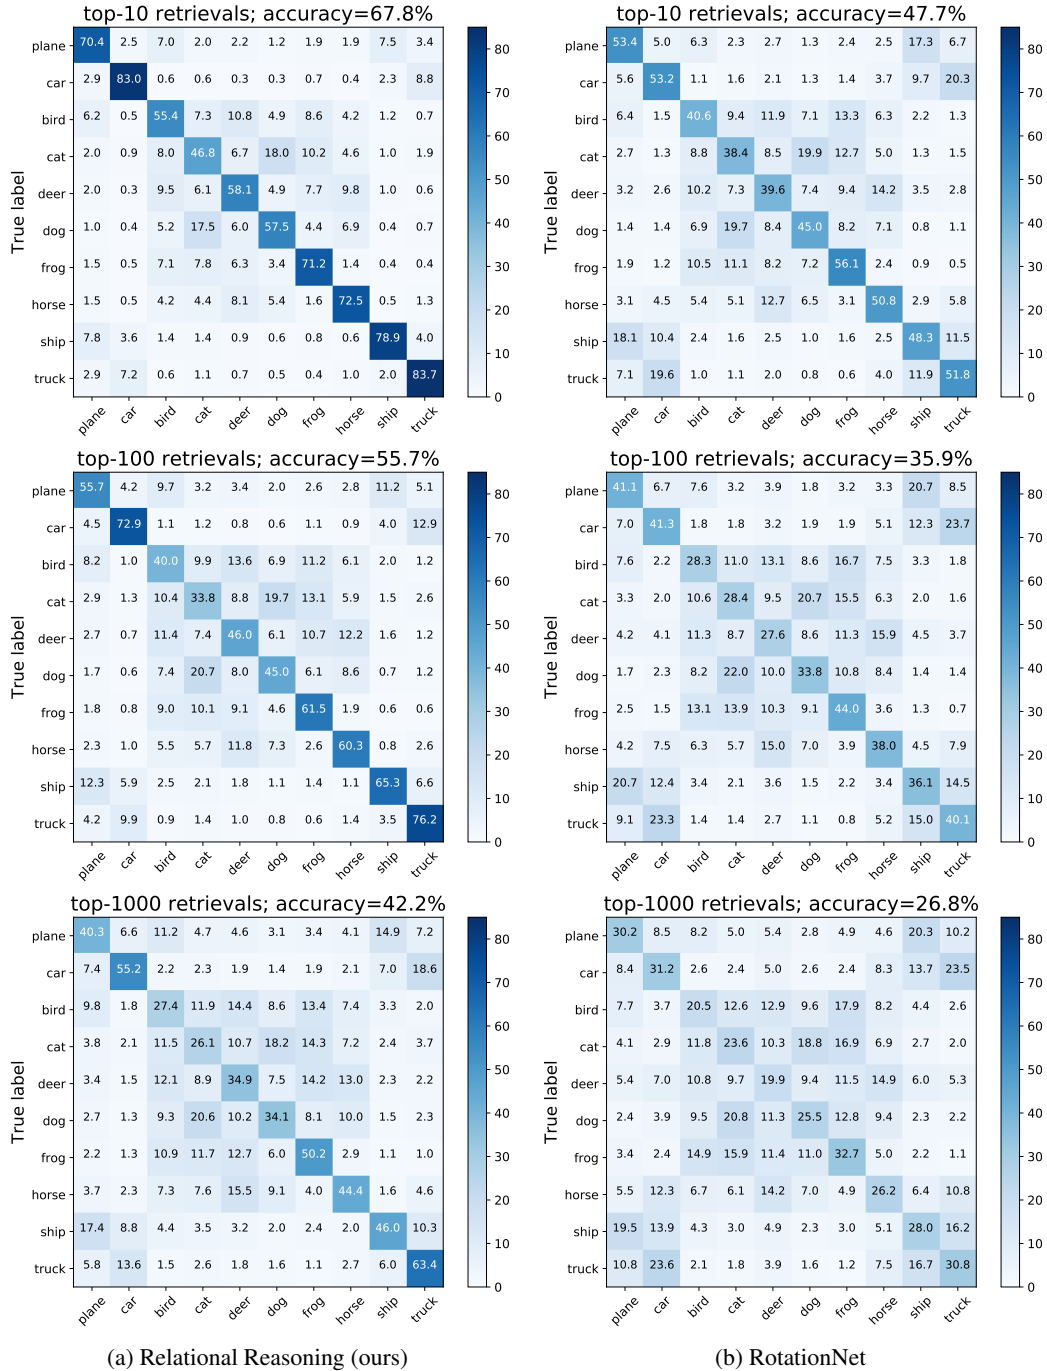 top-10 retrievals; accuracy=67.8%
True label
plane 70.4 2.5 7.0 2.0 2.2 1.2 1.9 1.9 7.5 3.4
car 2.9 83.0 0.6 0.6 0.3 0.3 0.7 0.4 2.3 8.8
bird 6.2 0.5 55.4 7.3 10.8 4.9 8.6 4.2 1.2 0.7
cat 2.0 0.9 8.0 46.8 6.7 18.0 10.2 4.6 1.0 1.9
deer 2.0 0.3 9.5 6.1 58.1 4.9 7.7 9.8 1.0 0.6
dog 1.0 0.4 5.2 17.5 6.0 57.5 4.4 6.9 0.4 0.7
frog 1.5 0.5 7.1 7.8 6.3 3.4 71.2 1.4 0.4 0.4
horse 1.5 0.5 4.2 4.4 8.1 5.4 1.6 72.5 0.5 1.3
ship 7.8 3.6 1.4 1.4 0.9 0.6 0.8 0.6 78.9 4.0
truck 2.9 7.2 0.6 1.1 0.7 0.5 0.4 1.0 2.0 83.7
plane car bird cat deer dog frog horse ship truck
80
70
60
50
40
30
20
10
0
top-10 retrievals; accuracy=47.7%
True label
plane 53.4 5.0 6.3 2.3 2.7 1.3 2.4 2.5 17.3 6.7
car 5.6 53.2 1.1 1.6 2.1 1.3 1.4 3.7 9.7 20.3
bird 6.4 1.5 40.6 9.4 11.9 7.1 13.3 6.3 2.2 1.3
cat 2.7 1.3 8.8 38.4 8.5 19.9 12.7 5.0 1.3 1.5
deer 3.2 2.6 10.2 7.3 39.6 7.4 9.4 14.2 3.5 2.8
dog 1.4 1.4 6.9 19.7 8.4 45.0 8.2 7.1 0.8 1.1
frog 1.9 1.2 10.5 11.1 8.2 7.2 56.1 2.4 0.9 0.5
horse 3.1 4.5 5.4 5.1 12.7 6.5 3.1 50.8 2.9 5.8
ship 18.1 10.4 2.4 1.6 2.5 1.0 1.6 2.5 48.3 11.5
truck 7.1 19.6 1.0 1.1 2.0 0.8 0.6 4.0 11.9 51.8
plane car bird cat deer dog frog horse ship truck
80
70
60
50
40
30
20
10
0
top-100 retrievals; accuracy=55.7%
True label
plane 55.7 4.2 9.7 3.2 3.4 2.0 2.6 2.8 11.2 5.1
car 4.5 72.9 1.1 1.2 0.8 0.6 1.1 0.9 4.0 12.9
bird 8.2 1.0 40.0 9.9 13.6 6.9 11.2 6.1 2.0 1.2
cat 2.9 1.3 10.4 33.8 8.8 19.7 13.1 5.9 1.5 2.6
deer 2.7 0.7 11.4 7.4 46.0 6.1 10.7 12.2 1.6 1.2
dog 1.7 0.6 7.4 20.7 8.0 45.0 6.1 8.6 0.7 1.2
frog 1.8 0.8 9.0 10.1 9.1 4.6 61.5 1.9 0.6 0.6
horse 2.3 1.0 5.5 5.7 11.8 7.3 2.6 60.3 0.8 2.6
ship 12.3 5.9 2.5 2.1 1.8 1.1 1.4 1.1 65.3 6.6
truck 4.2 9.9 0.9 1.4 1.0 0.8 0.6 1.4 3.5 76.2
plane car bird cat deer dog frog horse ship truck
80
70
60
50
40
30
20
10
0
top-100 retrievals; accuracy=35.9%
True label
plane 41.1 6.7 7.6 3.2 3.9 1.8 3.2 3.3 20.7 8.5
car 7.0 41.3 1.8 1.8 3.2 1.9 1.9 5.1 12.3 23.7
bird 7.6 2.2 28.3 11.0 13.1 8.6 16.7 7.5 3.3 1.8
cat 3.3 2.0 10.6 28.4 9.5 20.7 15.5 6.3 2.0 1.6
deer 4.2 4.1 11.3 8.7 27.6 8.6 11.3 15.9 4.5 3.7
dog 1.7 2.3 8.2 22.0 10.0 33.8 10.8 8.4 1.4 1.4
frog 2.5 1.5 13.1 13.9 10.3 9.1 44.0 3.6 1.3 0.7
horse 4.2 7.5 6.3 5.7 15.0 7.0 3.9 38.0 4.5 7.9
ship 20.7 12.4 3.4 2.1 3.6 1.5 2.2 3.4 36.1 14.5
truck 9.1 23.3 1.4 1.4 2.7 1.1 0.8 5.2 15.0 40.1
plane car bird cat deer dog frog horse ship truck
80
70
60
50
40
30
20
10
0
top-1000 retrievals; accuracy=42.2%
True label
plane 40.3 6.6 11.2 4.7 4.6 3.1 3.4 4.1 14.9 7.2
car 7.4 55.2 2.2 2.3 1.9 1.4 1.9 2.1 7.0 18.6
bird 9.8 1.8 27.4 11.9 14.4 8.6 13.4 7.4 3.3 2.0
cat 3.8 2.1 11.5 26.1 10.7 18.2 14.3 7.2 2.4 3.7
deer 3.4 1.5 12.1 8.9 34.9 7.5 14.2 13.0 2.3 2.2
dog 2.7 1.3 9.3 20.6 10.2 34.1 8.1 10.0 1.5 2.3
frog 2.2 1.3 10.9 11.7 12.7 6.0 50.2 2.9 1.1 1.0
horse 3.7 2.3 7.3 7.6 15.5 9.1 4.0 44.4 1.6 4.6
ship 17.4 8.8 4.4 3.5 3.2 2.0 2.4 2.0 46.0 10.3
truck 5.8 13.6 1.5 2.6 1.8 1.6 1.1 2.7 6.0 63.4
plane car bird cat deer dog frog horse ship truck
80
70
60
50
40
30
20
10
0
top-1000 retrievals; accuracy=26.8%
True label
plane 30.2 8.5 8.2 5.0 5.4 2.8 4.9 4.6 20.3 10.2
car 8.4 31.2 2.6 2.4 5.0 2.6 2.4 8.3 13.7 23.5
bird 7.7 3.7 20.5 12.6 12.9 9.6 17.9 8.2 4.4 2.6
cat 4.1 2.9 11.8 23.6 10.3 18.8 16.9 6.9 2.7 2.0
deer 5.4 7.0 10.8 9.7 19.9 9.4 11.5 14.9 6.0 5.3
dog 2.4 3.9 9.5 20.8 11.3 25.5 12.8 9.4 2.3 2.2
frog 3.4 2.4 14.9 15.9 11.4 11.0 32.7 5.0 2.2 1.1
horse 5.5 12.3 6.7 6.1 14.2 7.0 4.9 26.2 6.4 10.8
ship 19.5 13.9 4.3 3.0 4.9 2.3 3.0 5.1 28.0 16.2
truck 10.8 23.6 2.1 1.8 3.9 1.6 1.2 7.5 16.7 30.8
plane car bird cat deer dog frog horse ship truck
80
70
60
50
40
30
20
10
0
(a) Relational Reasoning (ours)
(b) RotationNet